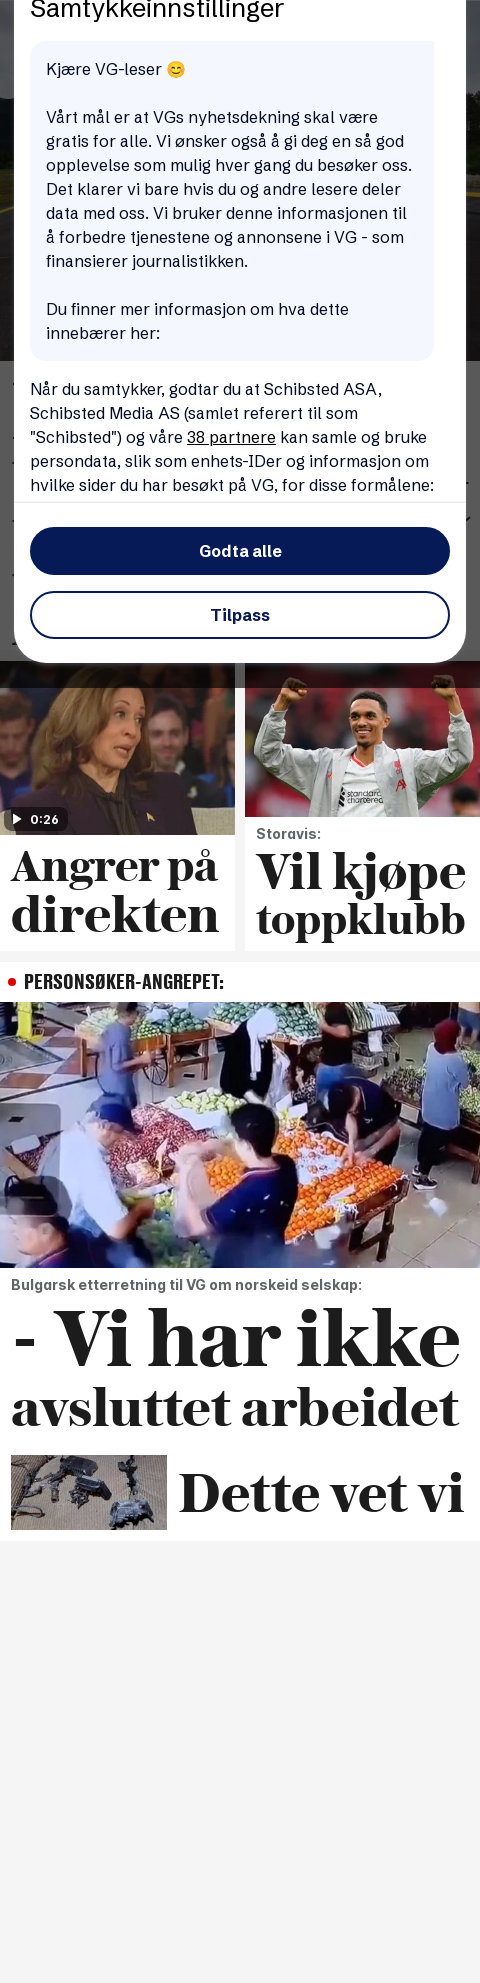 Samtykkeinnstillinger
Kjære VG-leser 😊
Vårt mål er at VGs nyhetsdekning skal være
gratis for alle. Vi ønsker også å gi deg en så god
opplevelse som mulig hver gang du besøker oss.
Det klarer vi bare hvis du og andre lesere deler
data med oss. Vi bruker denne informasjonen til
å forbedre tjenestene og annonsene i VG - som
finansierer journalistikken.
Du finner mer informasjon om hva dette
innebærer her:
Når du samtykker, godtar du at Schibsted ASA,
Schibsted Media AS (samlet referert til som
"Schibsted") og våre 38 partnere kan samle og bruke
persondata, slik som enhets-IDer og informasjon om
hvilke sider du har besøkt på VG, for disse formålene:
Godta alle
Tilpass
0:26
Angrer på
direkten
standard
chartered
Storavis:
Vil kjøpe
toppklubb
PERSONSØKER-ANGREPET:
Bulgarsk etterretning til VG om norskeid selskap:
- Vi har ikke
avsluttet arbeidet
Dette vet vi